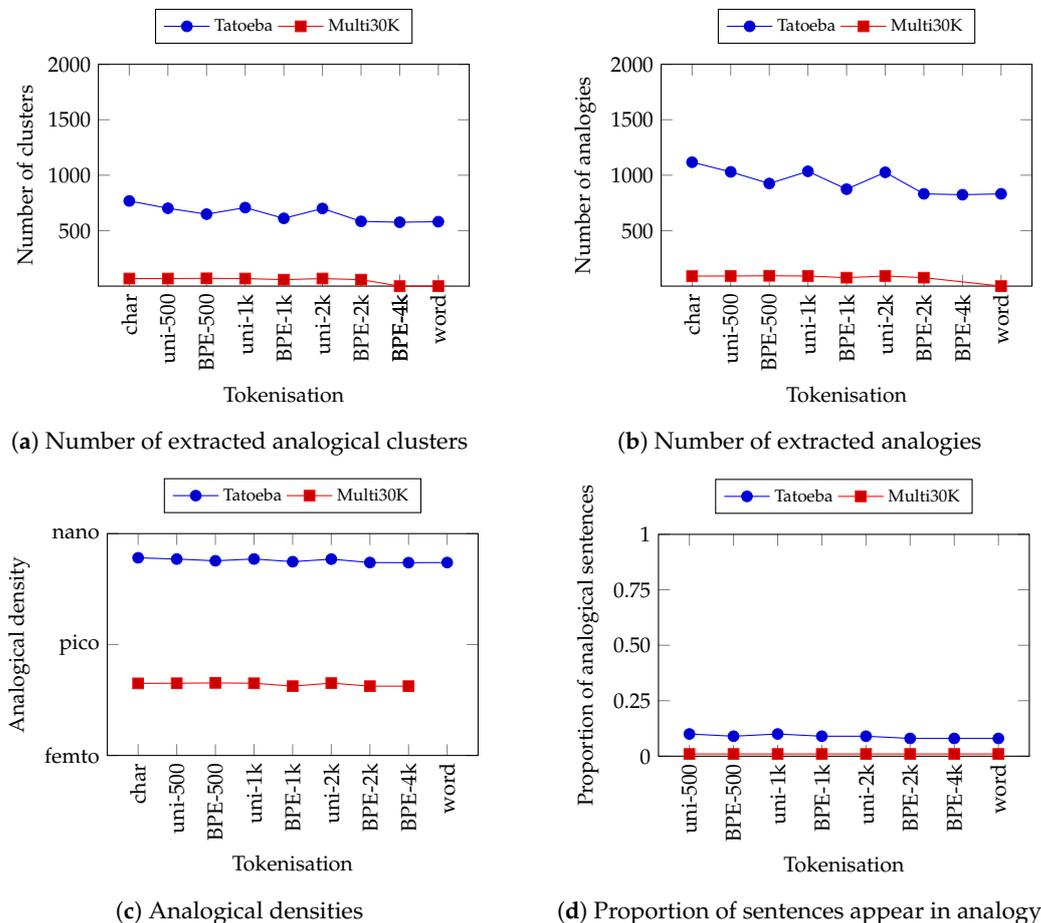 Tatoeba Multi30K
2000
1500
1000
500
Number of clusters
char
uni-500
BPE-500
uni-1k
BPE-1k
uni-2k
BPE-2k
BPE-4k
word
Tokenisation
(a) Number of extracted analogical clusters
Tatoeba Multi30K
2000
1500
1000
500
Number of analogies
char
uni-500
BPE-500
uni-1k
BPE-1k
uni-2k
BPE-2k
BPE-4k
word
Tokenisation
(b) Number of extracted analogies
Tatoeba Multi30K
nano
pico
femto
Analogical density
char
uni-500
BPE-500
uni-1k
BPE-1k
uni-2k
BPE-2k
BPE-4k
word
Tokenisation
(c) Analogical densities
Tatoeba Multi30K
1
0.75
0.50
0.25
0
Proportion of analogical sentences
uni-500
BPE-500
uni-1k
BPE-1k
uni-2k
BPE-2k
BPE-4k
word
Tokenisation
(d) Proportion of sentences appear in analogy